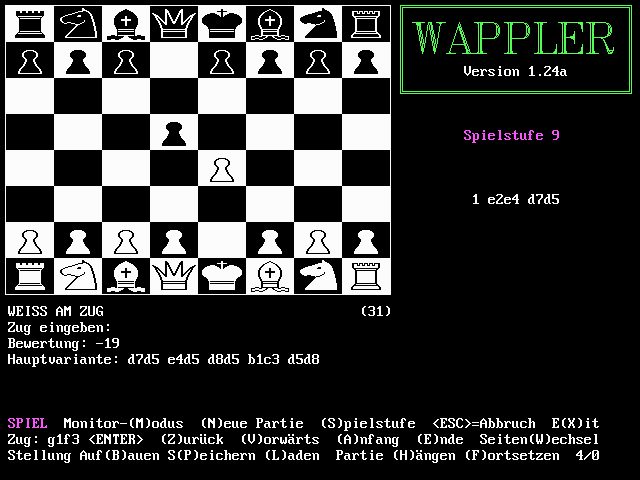 WAPPLER
Version 1.24a
Spielstufe 9
1 e2e4 d7d5
WEISS AM ZUG (31)
Zug eingeben:
Bewertung: -19
Hauptvariante: d7d5 e4d5 d8d5 b1c3 d5d8
SPIEL Monitor-(M)odus (N)eue Partie (S)pielstufe <ESC>=Abbruch E(X)it
Zug: g1f3 <ENTER> (Z)urück (V)orwärts (A)nfang (E)nde Seiten(W)echsel
Stellung Auf(B)auen S(P)eichern (L)aden Partie (H)ängen (F)ortsetzen 4/0